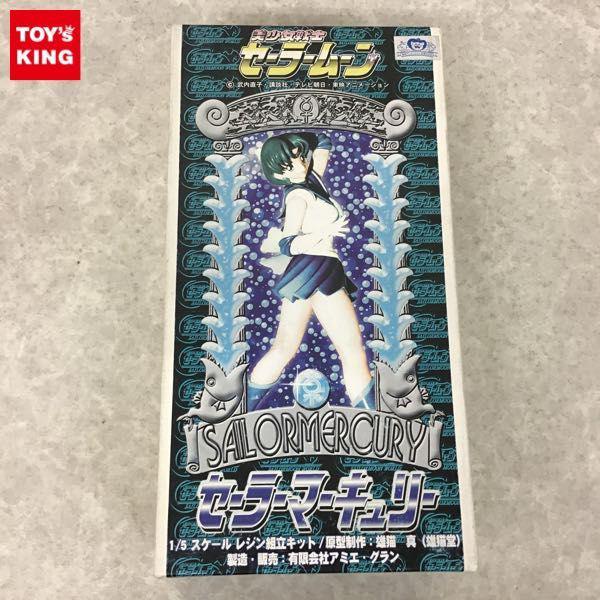 TOY'S
KING
美少女戦士
セーラームーン
© 武内直子・講談社・テレビ朝日・東映アニメーション
SAILORMERCURY
セーラーマーキュリー
1/5 スケール レジン組立キット/原型制作：雄猫 真《雄猫堂》
製造・販売：有限会社アミエ・グラン